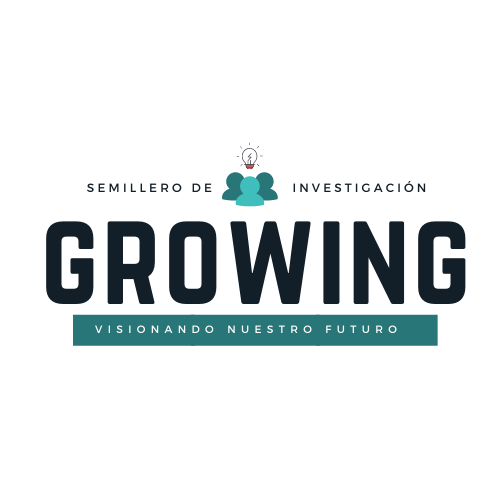 SEMILLERO DE INVESTIGACIÓN
GROWING
VISIONANDO NUESTRO FUTURO